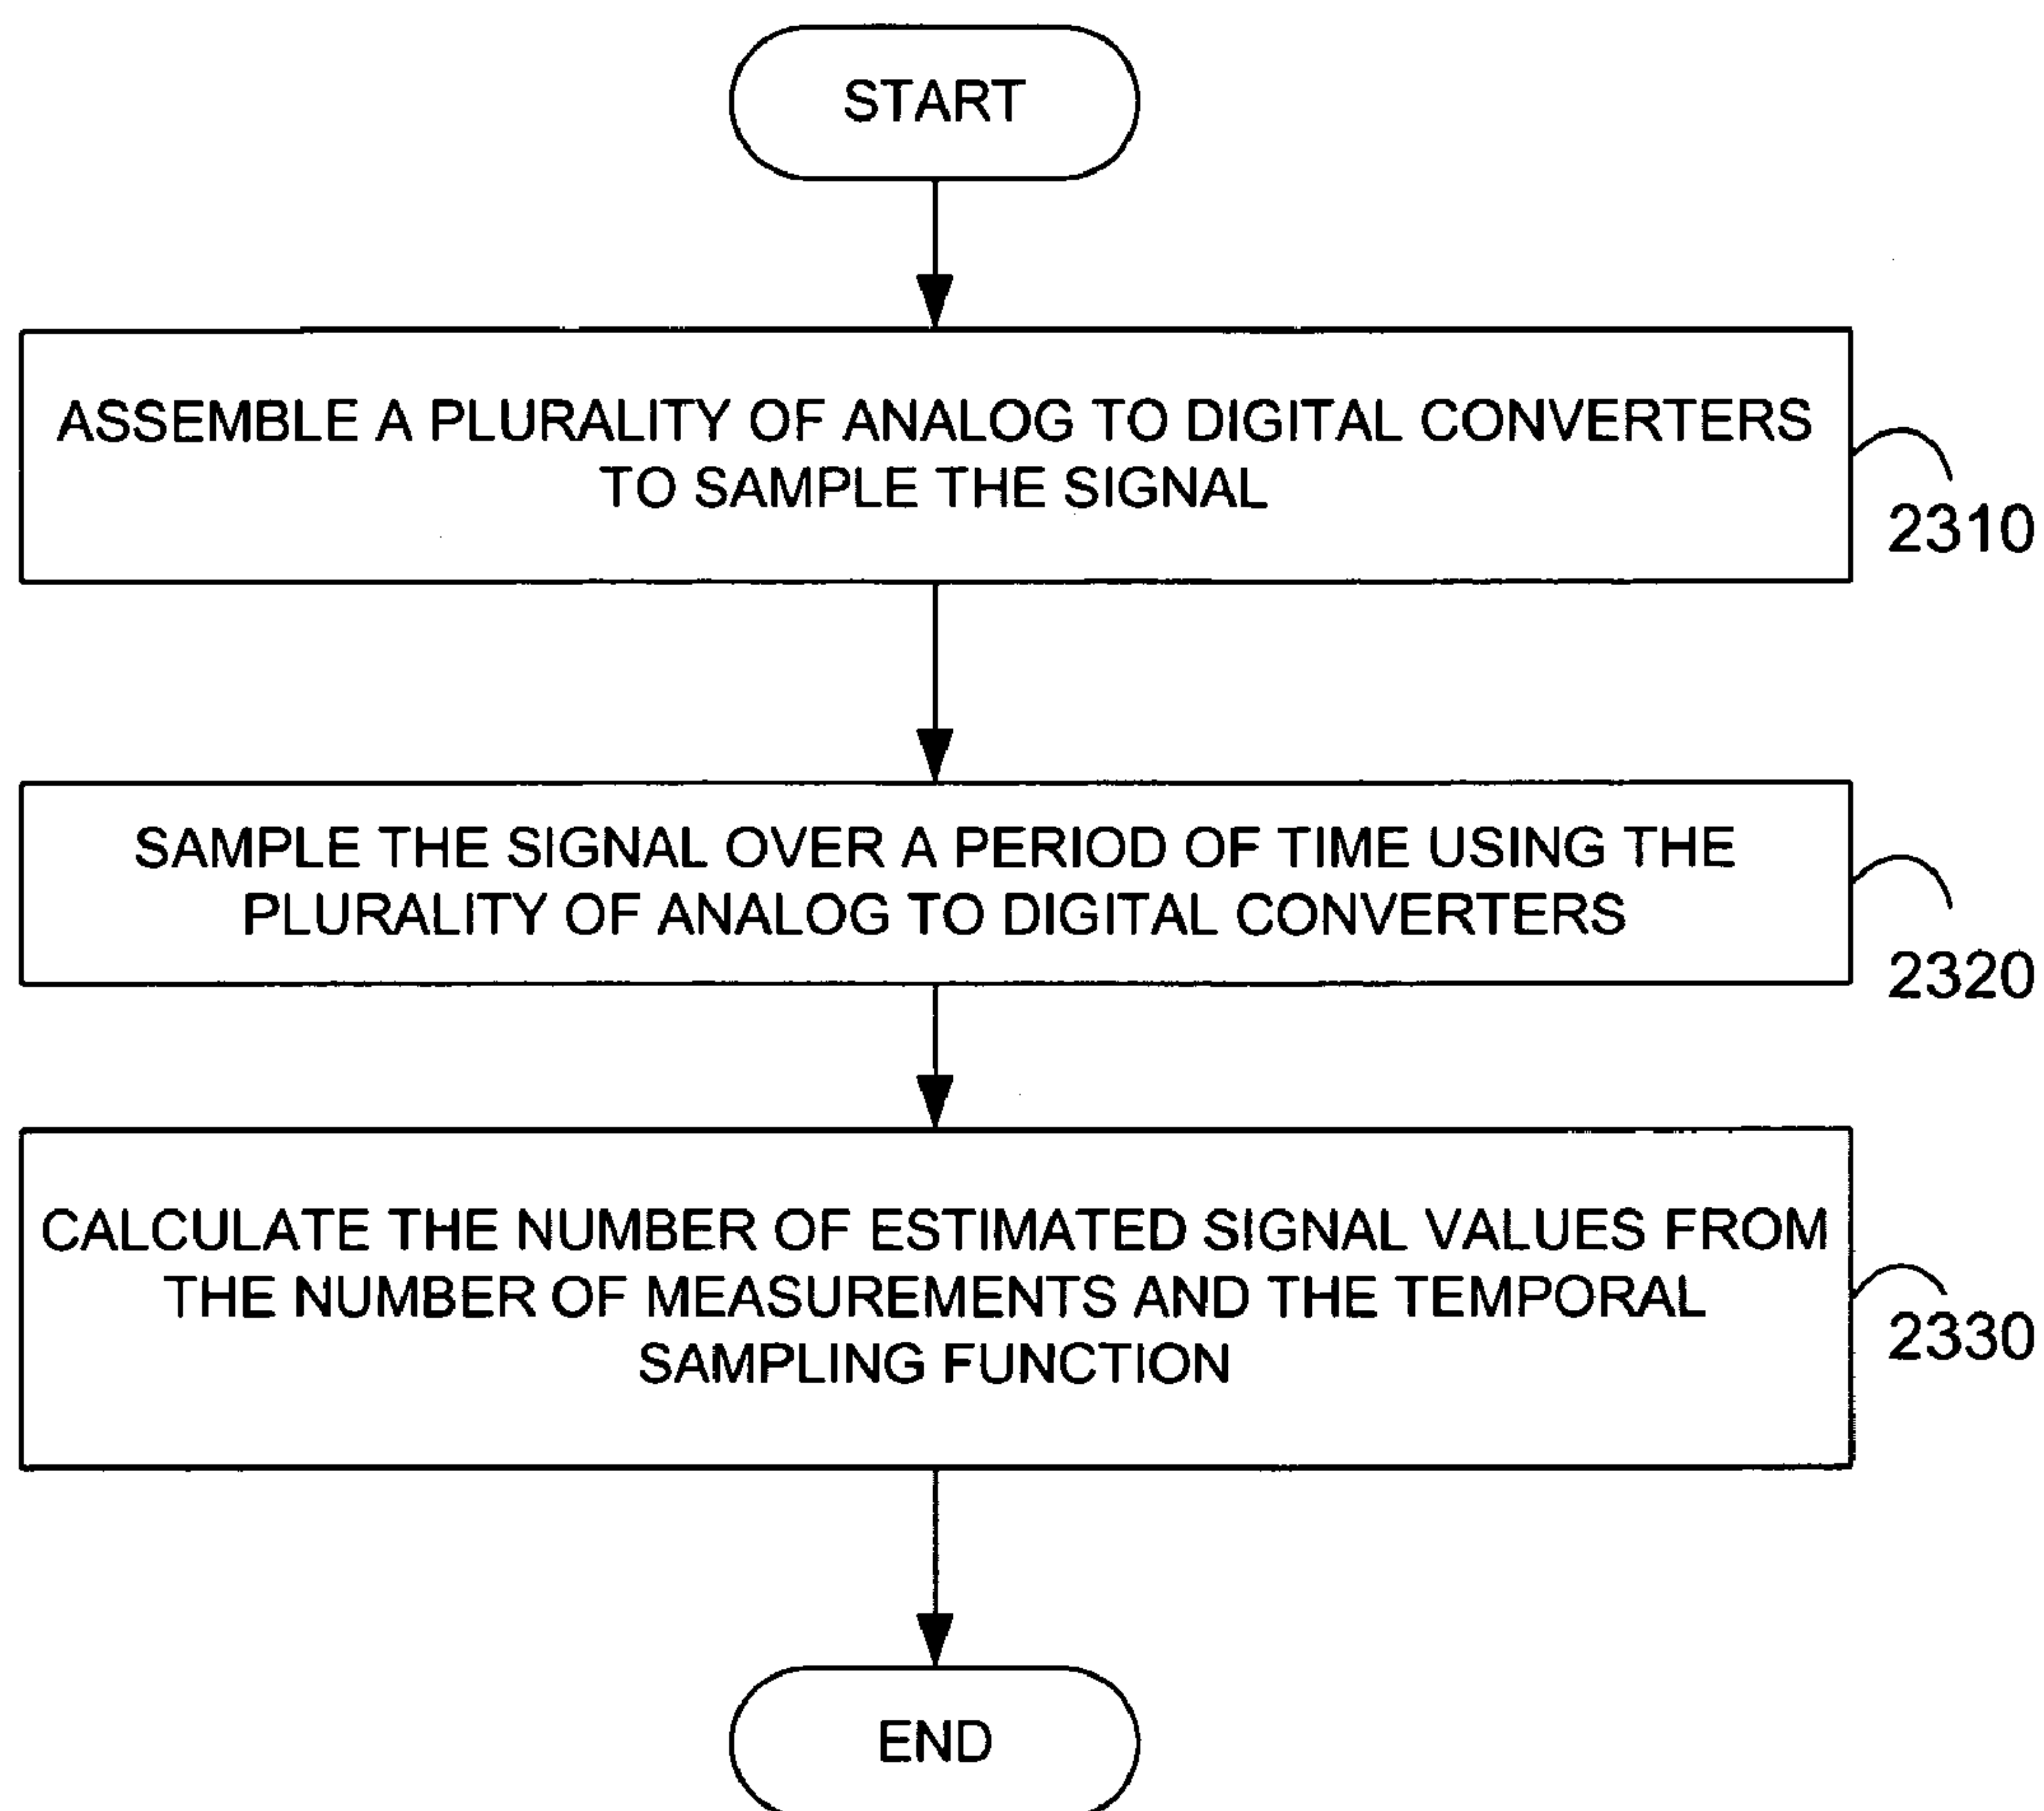 START
ASSEMBLE A PLURALITY OF ANALOG TO DIGITAL CONVERTERS
TO SAMPLE THE SIGNAL
2310
SAMPLE THE SIGNAL OVER A PERIOD OF TIME USING THE
PLURALITY OF ANALOG TO DIGITAL CONVERTERS
2320
CALCULATE THE NUMBER OF ESTIMATED SIGNAL VALUES FROM
THE NUMBER OF MEASUREMENTS AND THE TEMPORAL
SAMPLING FUNCTION
2330
END